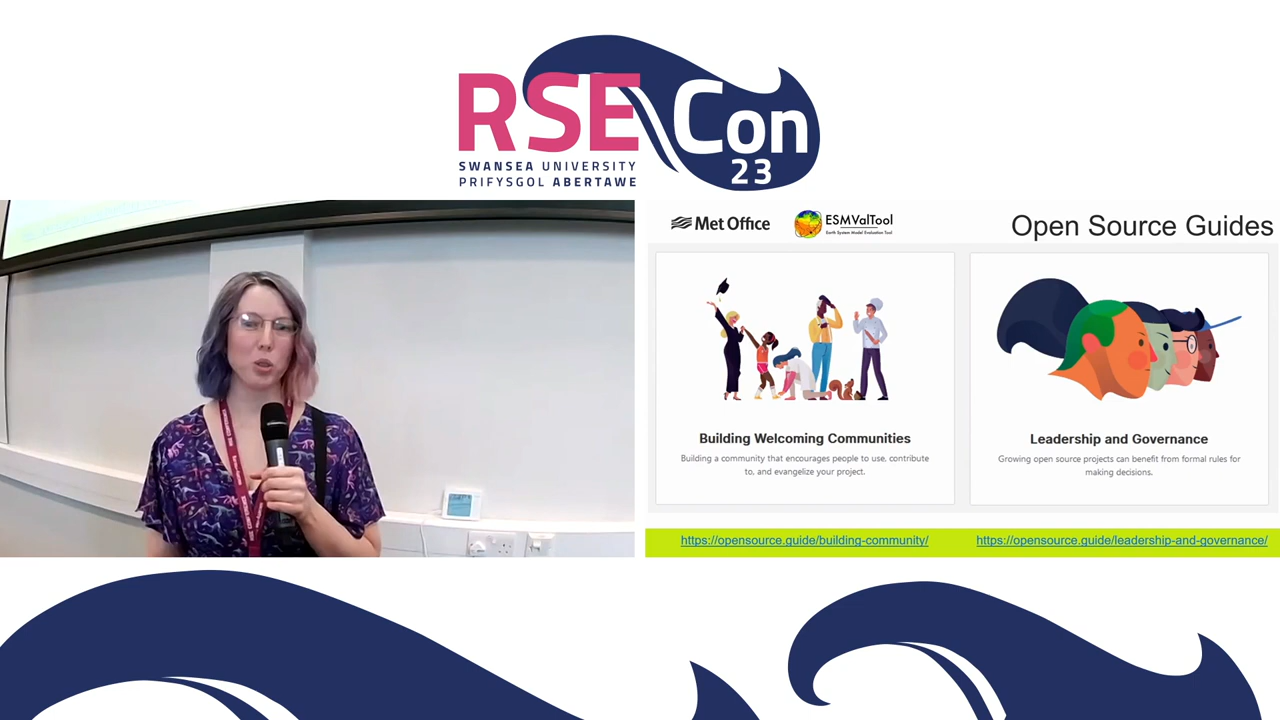 RSE Con
23
SWANSEA UNIVERSITY
PRIFYSGOL ABERTAWE
Met Office
ESMValTool
Earth System Model Evaluation Tool
Open Source Guides
Building Welcoming Communities
Building a community that encourages people to use, contribute
to, and evangelize your project.
Leadership and Governance
Growing open source projects can benefit from formal rules for
making decisions.
https://opensource.guide/building-community/
https://opensource.guide/leadership-and-governance/